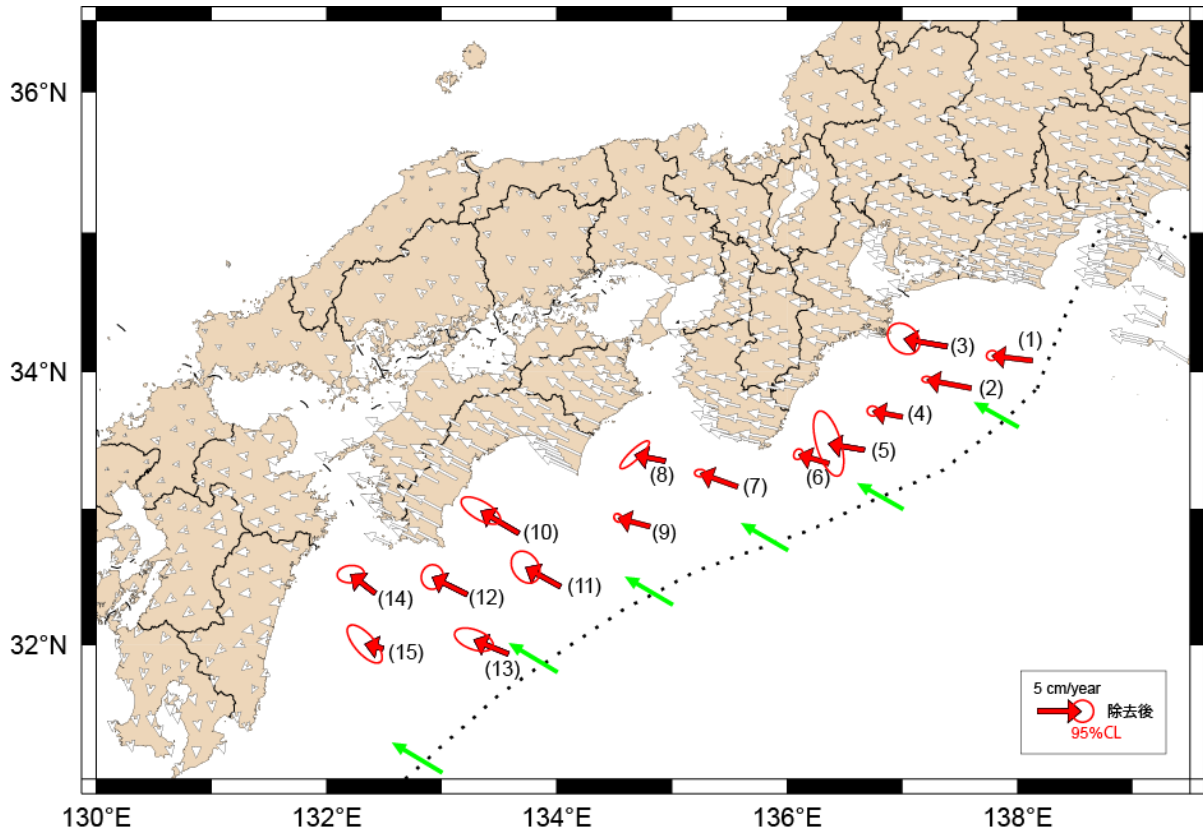 36°N
34°N
32°N
(1)
(3)
(2)
(4)
(5)
(6)
(8)
(7)
(9)
(10)
(11)
(14)
(12)
(15)
(13)
5 cm/year
除去後
95%CL
130°E
132°E
134°E
136°E
138°E